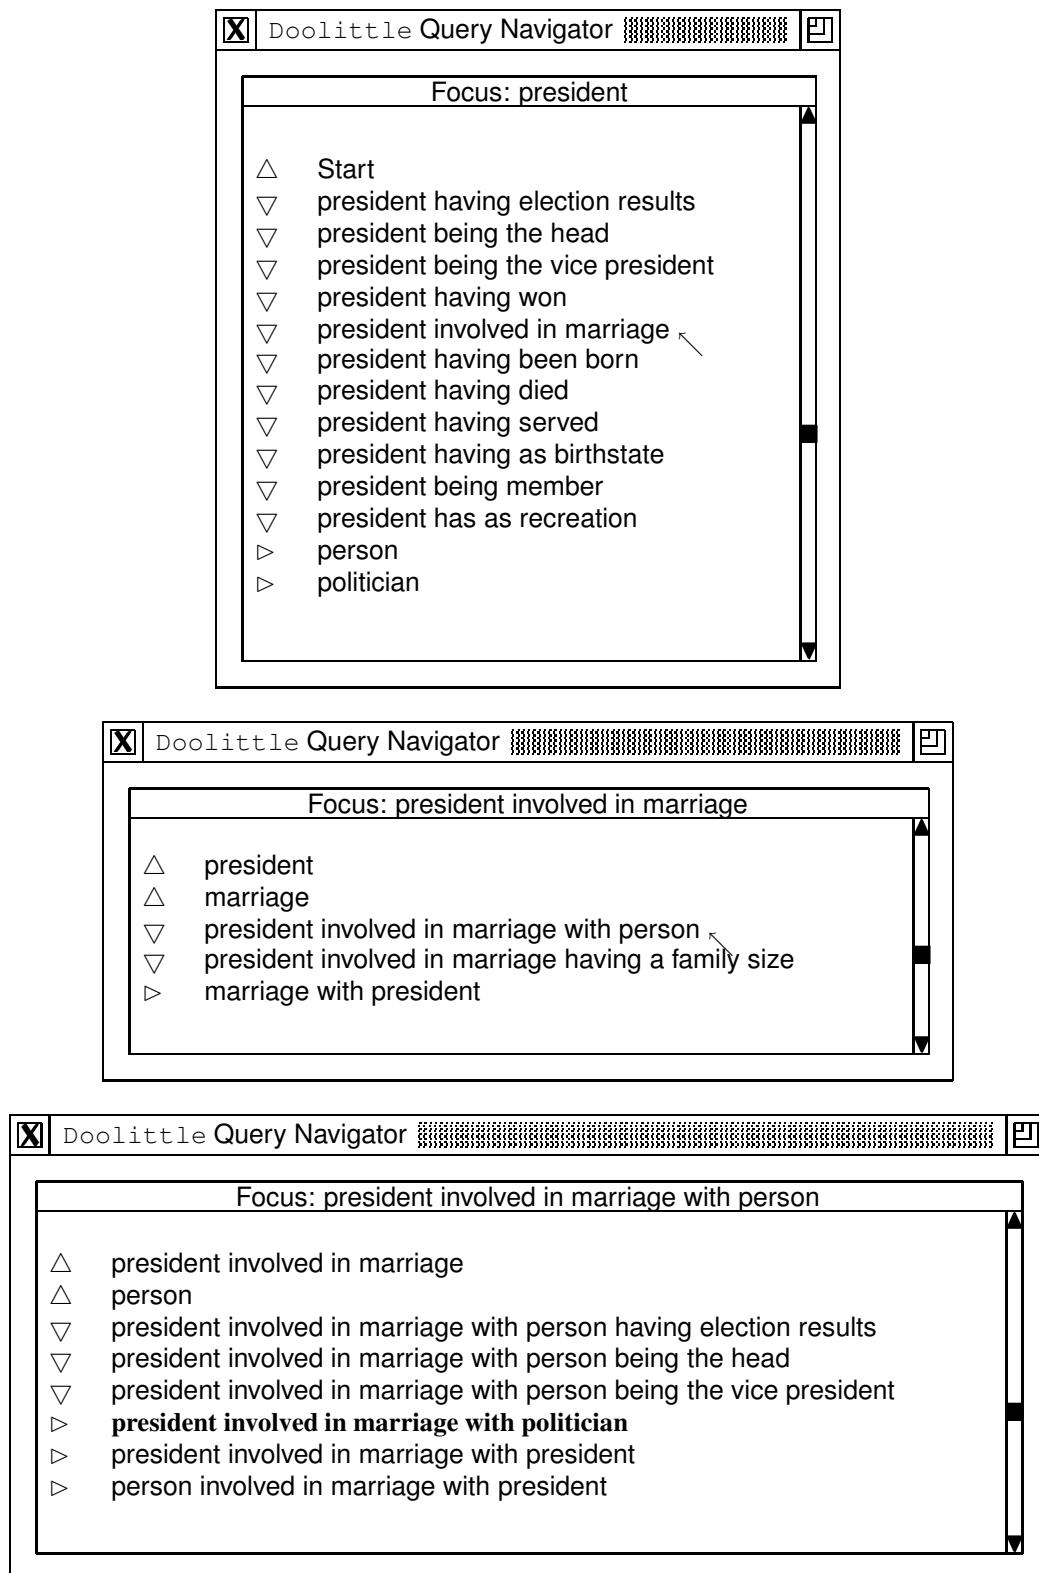 Doolittle Query Navigator
Focus: president
△ Start
▽ president having election results
▽ president being the head
▽ president being the vice president
▽ president having won
▽ president involved in marriage
▽ president having been born
▽ president having died
▽ president having served
▽ president having as birthstate
▽ president being member
▽ president has as recreation
▷ person
▷ politician
Doolittle Query Navigator
Focus: president involved in marriage
△ president
△ marriage
▽ president involved in marriage with person
▽ president involved in marriage having a family size
▷ marriage with president
Doolittle Query Navigator
Focus: president involved in marriage with person
△ president involved in marriage
△ person
▽ president involved in marriage with person having election results
▽ president involved in marriage with person being the head
▽ president involved in marriage with person being the vice president
▷ president involved in marriage with politician
▷ president involved in marriage with president
▷ person involved in marriage with president